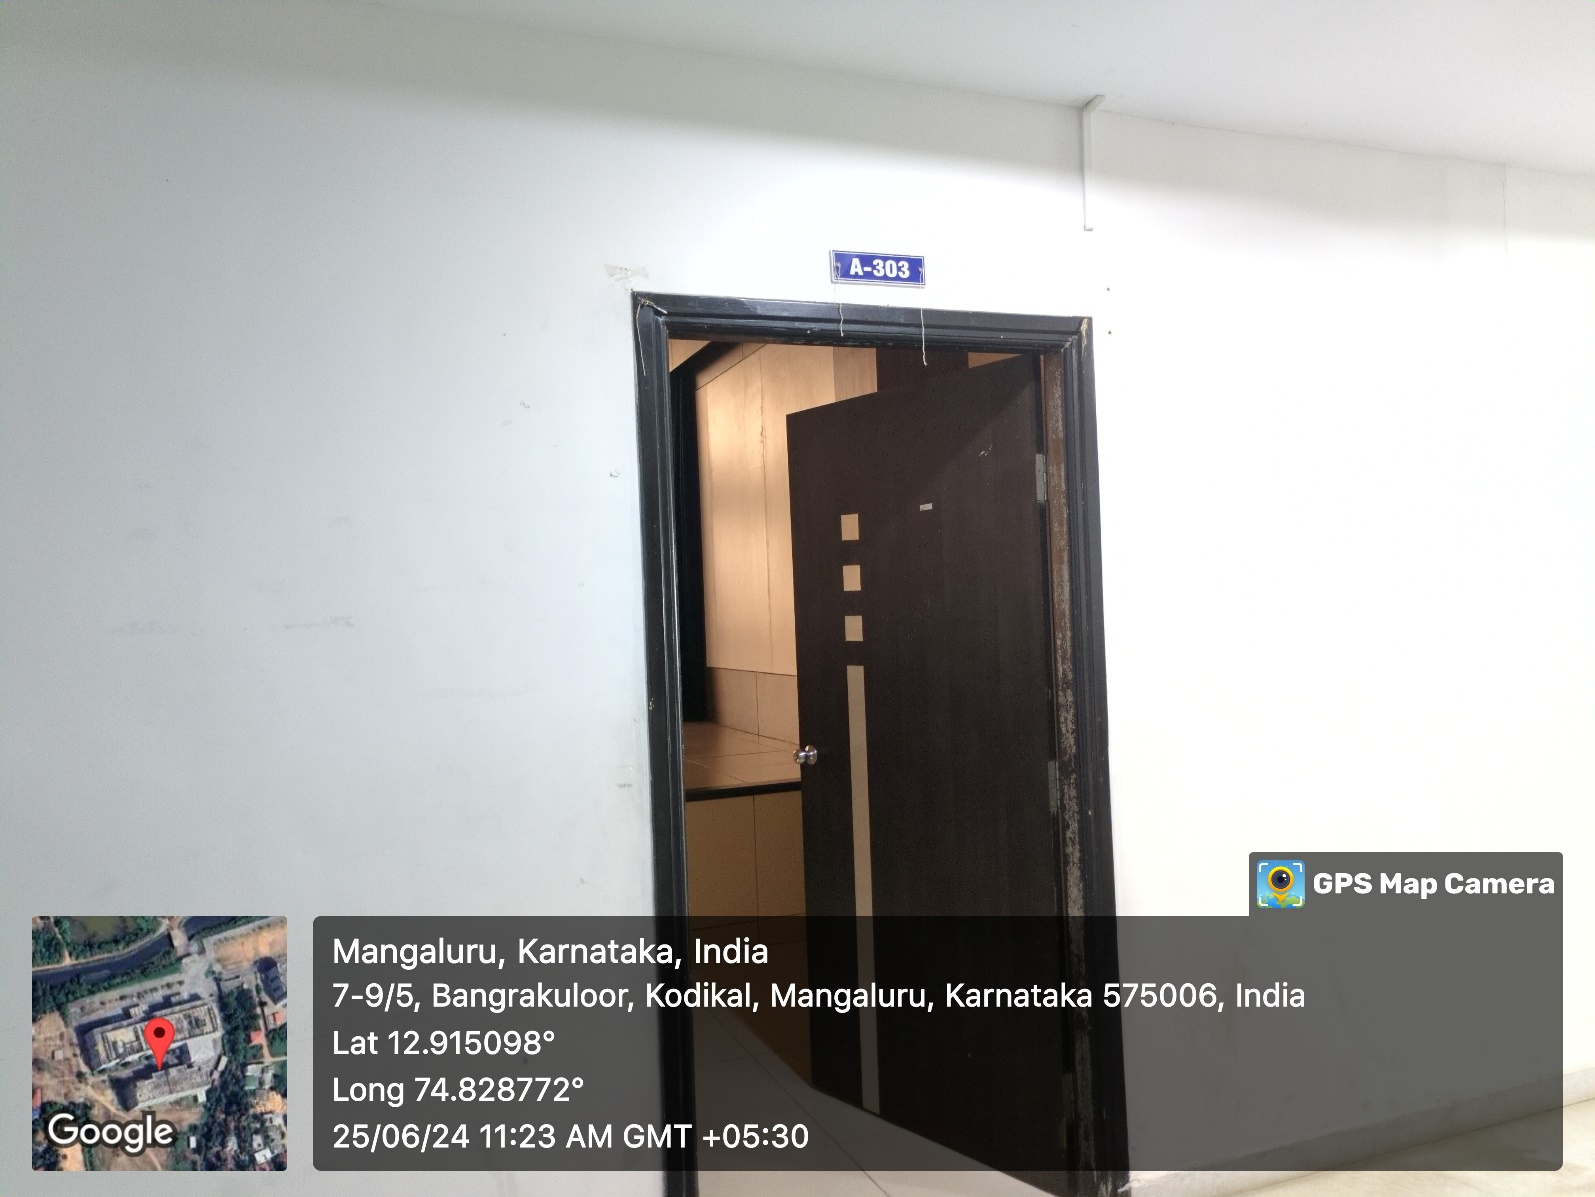 A-303
GPS Map Camera
Mangaluru, Karnataka, India
7-9/5, Bangrakuloor, Kodikal, Mangaluru, Karnataka 575006, India
Lat 12.915098°
Long 74.828772°
25/06/24 11:23 AM GMT +05:30
Google